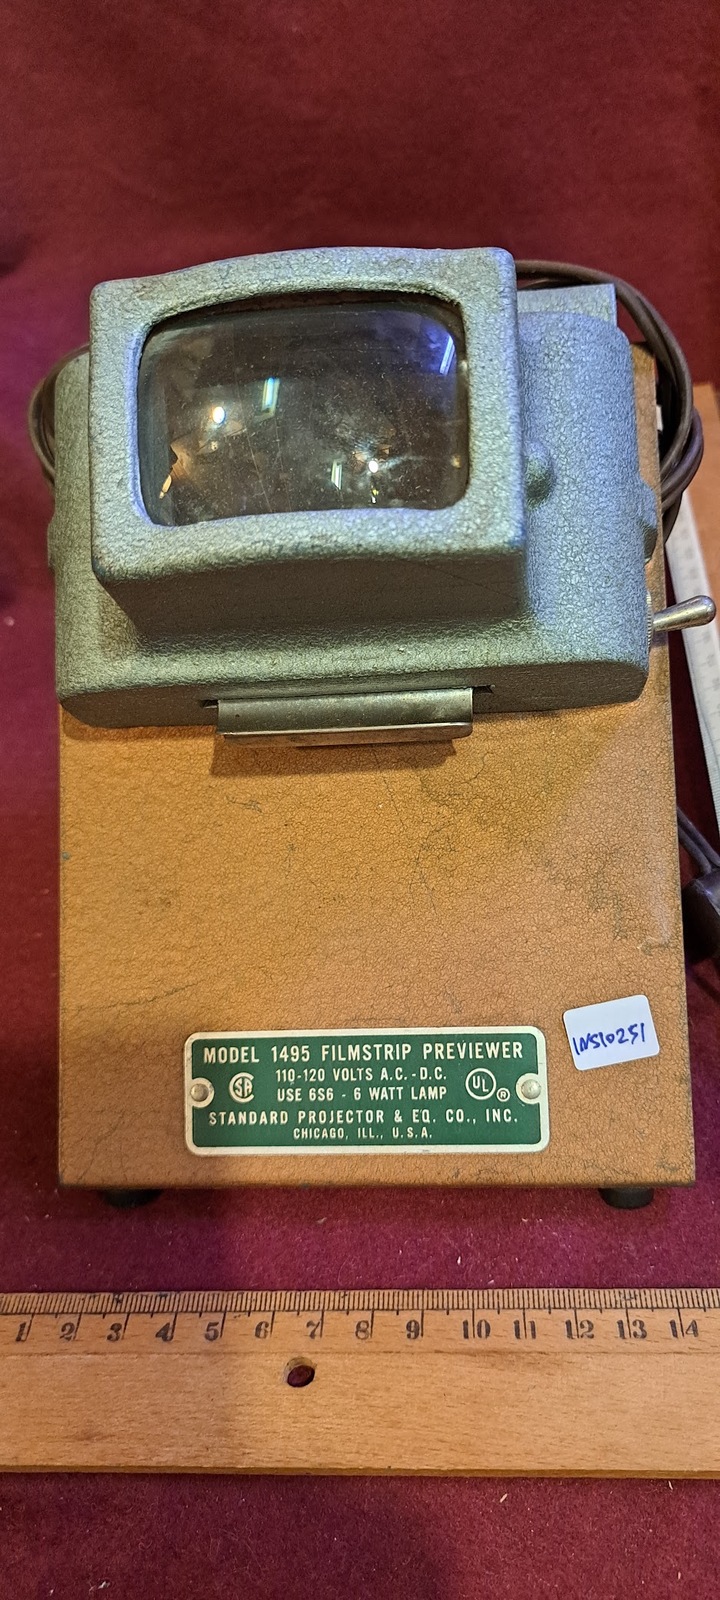 INS10251
MODEL 1495 FILMSTRIP PREVIEWER
110-120 VOLTS A.C.-D.C.
SA UL ®
USE 6S6 - 6 WATT LAMP
STANDARD PROJECTOR & EQ. CO., INC.
CHICAGO, ILL., U.S.A.
1 2 3 4 5 6 7 8 9 10 11 12 13 14